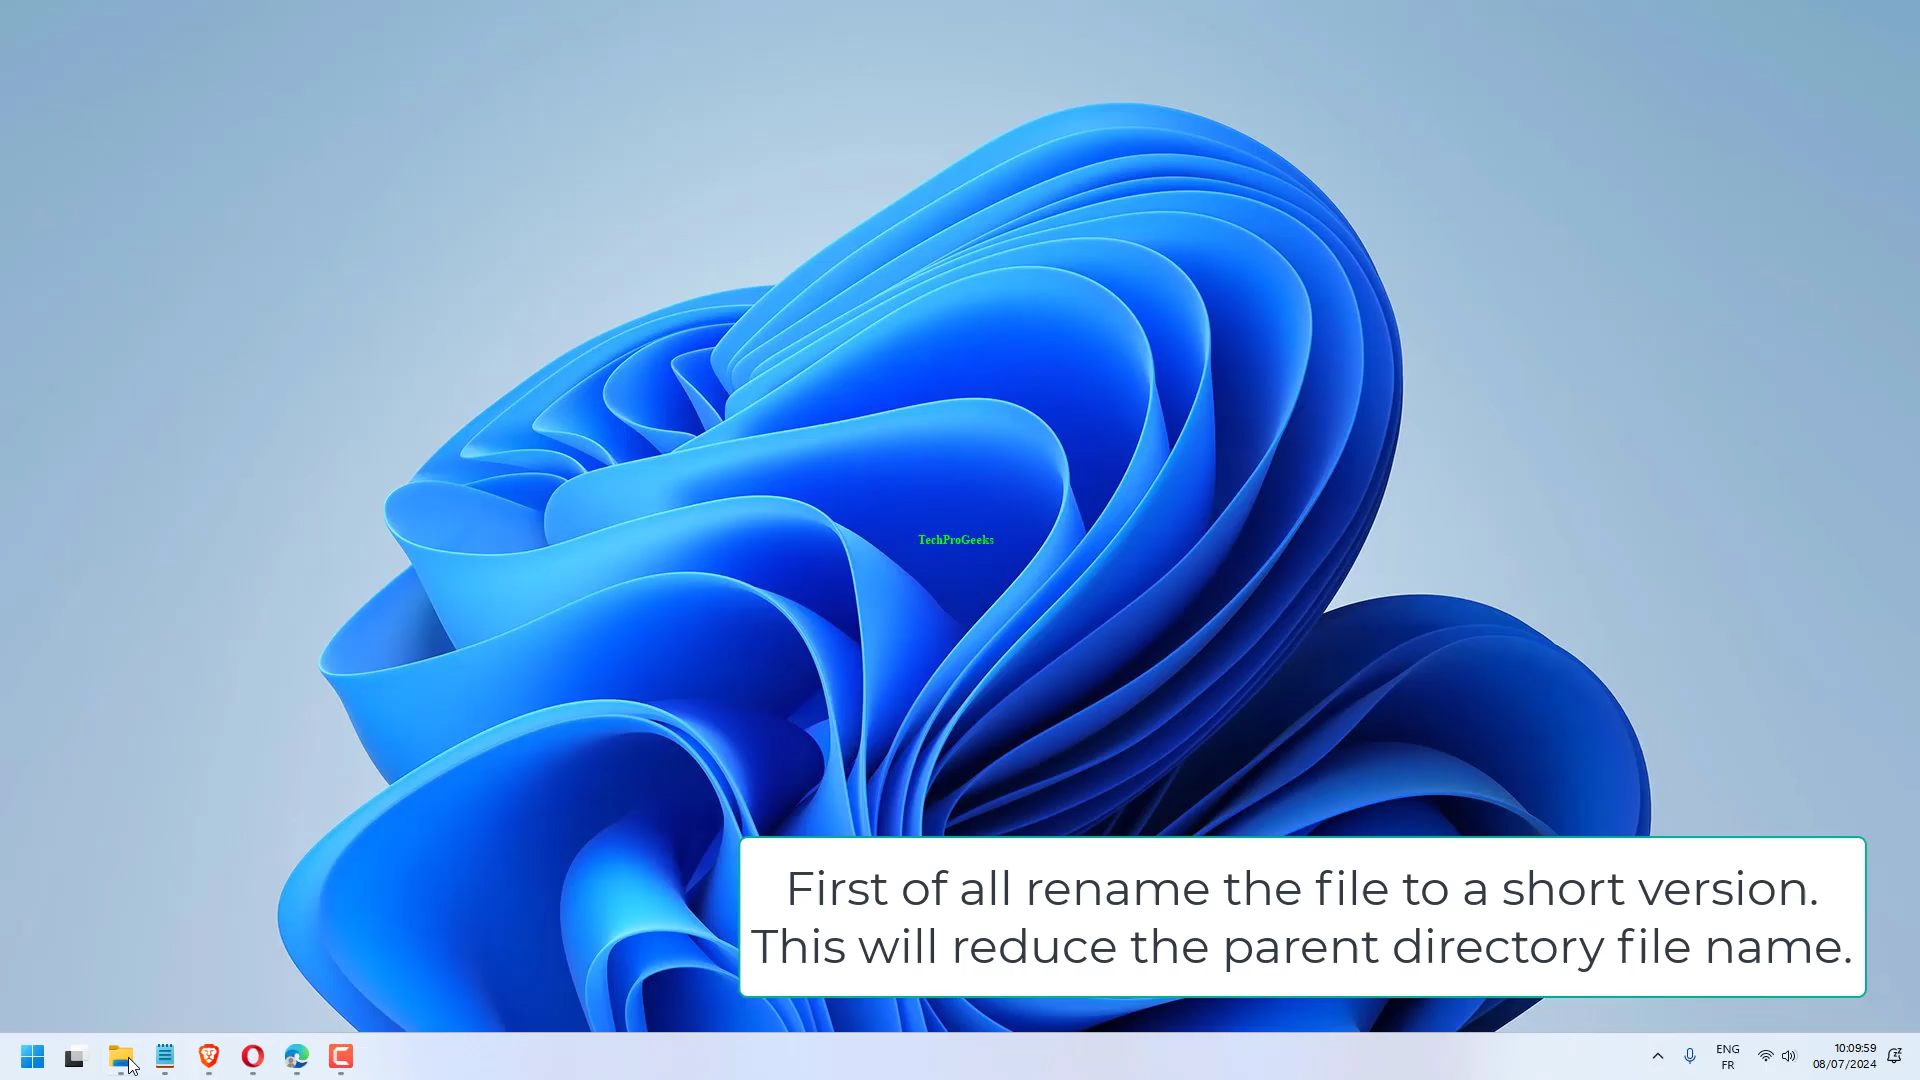 TechProGeeks
First of all rename the file to a short version.
This will reduce the parent directory file name.
ENG
FR
10:09:59
08/07/2024